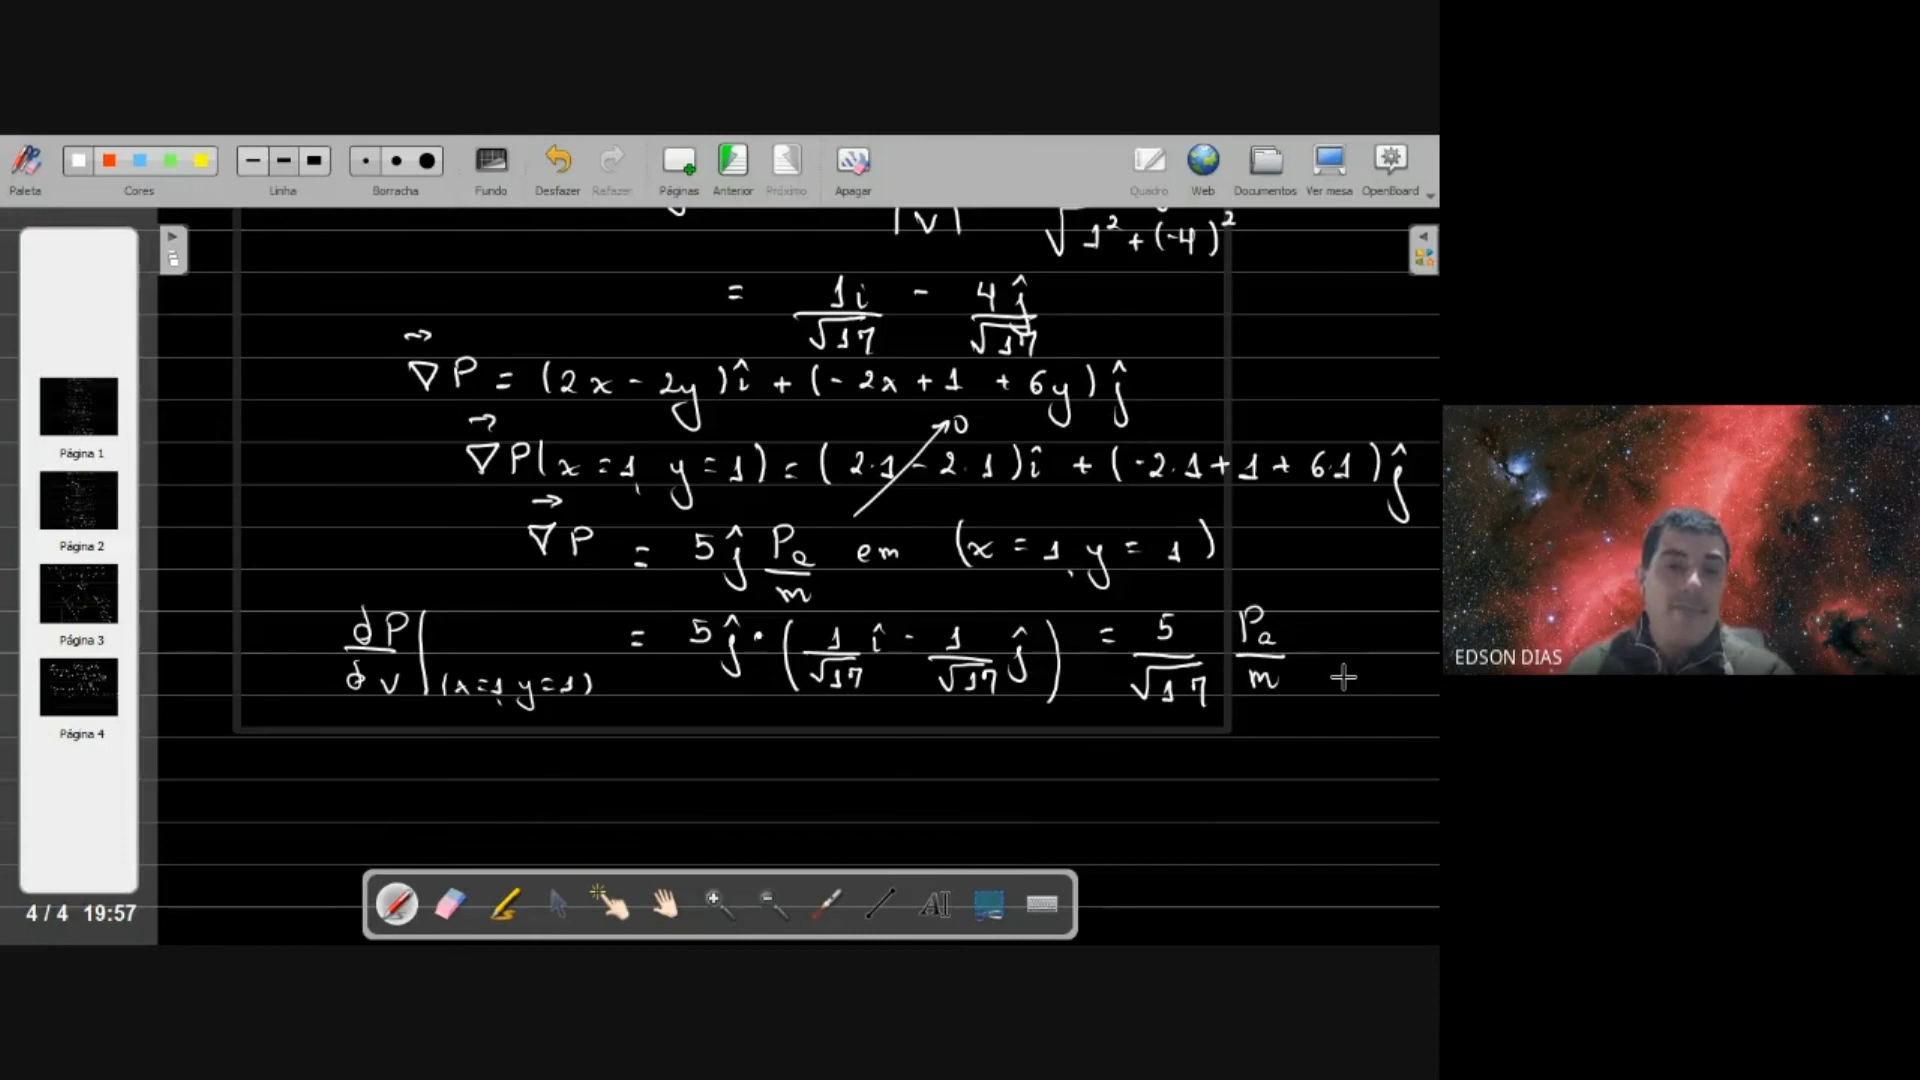 Paleta Cores Linha Borracha Fundo Desfazer Refazer Páginas Anterior Próximo Apagar Quadro Web Documentos Ver mesa OpenBoard
|v| √1² + (-4)²
= 1i/√17 - 4ĵ/√17
∇P = (2x - 2y)î + (-2x + 1 + 6y)ĵ
0
∇P(x=1, y=1) = (2.1 - 2.1)î + (-2.1 + 1 + 6.1)ĵ
∇P = 5ĵ Pa/m em (x = 1, y = 1)
∂P/∂v|(x=1, y=1) = 5ĵ · (1/√17 î - 1/√17 ĵ) = 5/√17 Pa/m
Página 1
Página 2
Página 3
Página 4
4 / 4 19:57
AI
EDSON DIAS